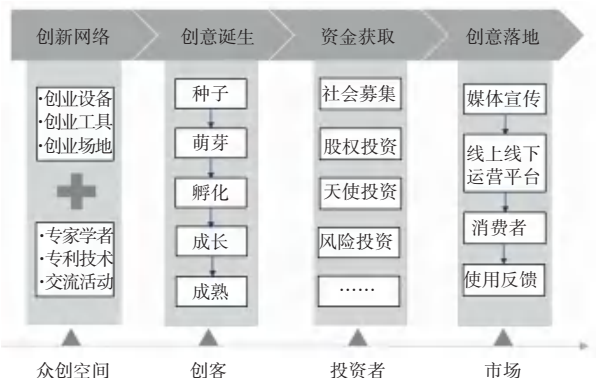 创新网络
创意诞生
资金获取
创意落地
·创业设备
·创业工具
·创业场地
·专家学者
·专利技术
·交流活动
种子
萌芽
孵化
成长
成熟
社会募集
股权投资
天使投资
风险投资
……
媒体宣传
线上线下
运营平台
消费者
使用反馈
众创空间
创客
投资者
市场